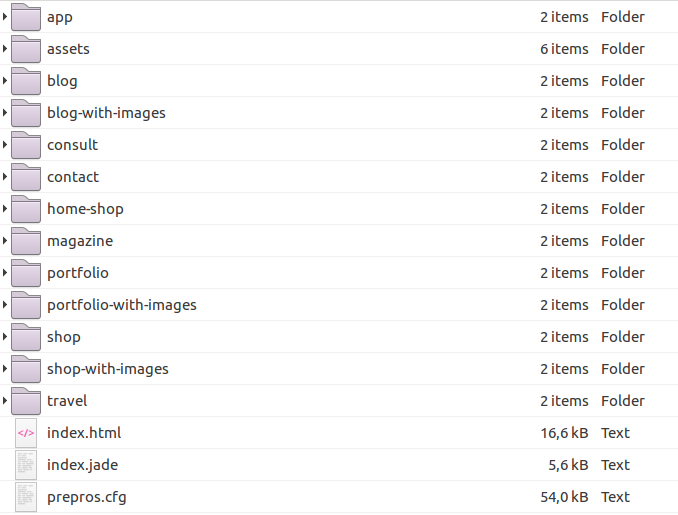 app 2 items Folder
assets 6 items Folder
blog 2 items Folder
blog-with-images 2 items Folder
consult 2 items Folder
contact 2 items Folder
home-shop 2 items Folder
magazine 2 items Folder
portfolio 2 items Folder
portfolio-with-images 2 items Folder
shop 2 items Folder
shop-with-images 2 items Folder
travel 2 items Folder
</> index.html 16,6 kB Text
index.jade 5,6 kB Text
prepros.cfg 54,0 kB Text